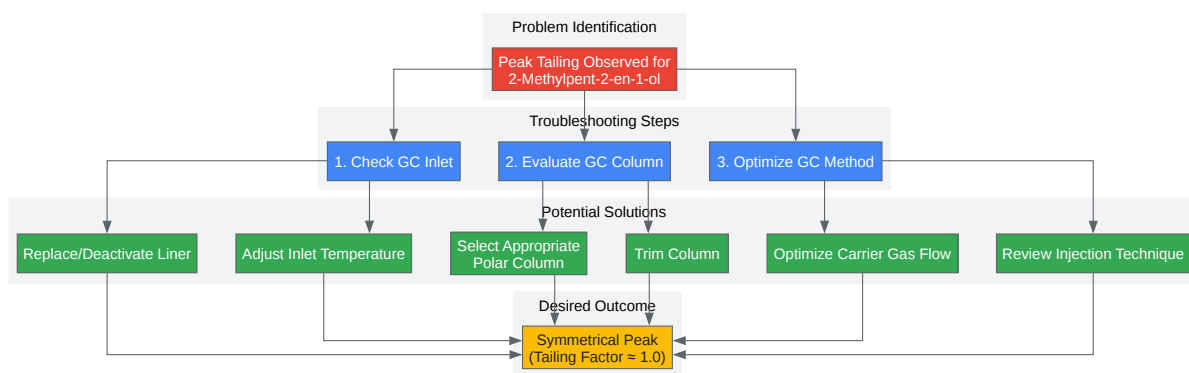 Problem Identification
Peak Tailing Observed for
2-Methylpent-2-en-1-ol
Troubleshooting Steps
1. Check GC Inlet
2. Evaluate GC Column
3. Optimize GC Method
Potential Solutions
Replace/Deactivate Liner
Adjust Inlet Temperature
Select Appropriate
Polar Column
Trim Column
Optimize Carrier Gas Flow
Review Injection Technique
Desired Outcome
Symmetrical Peak
(Tailing Factor ≈ 1.0)